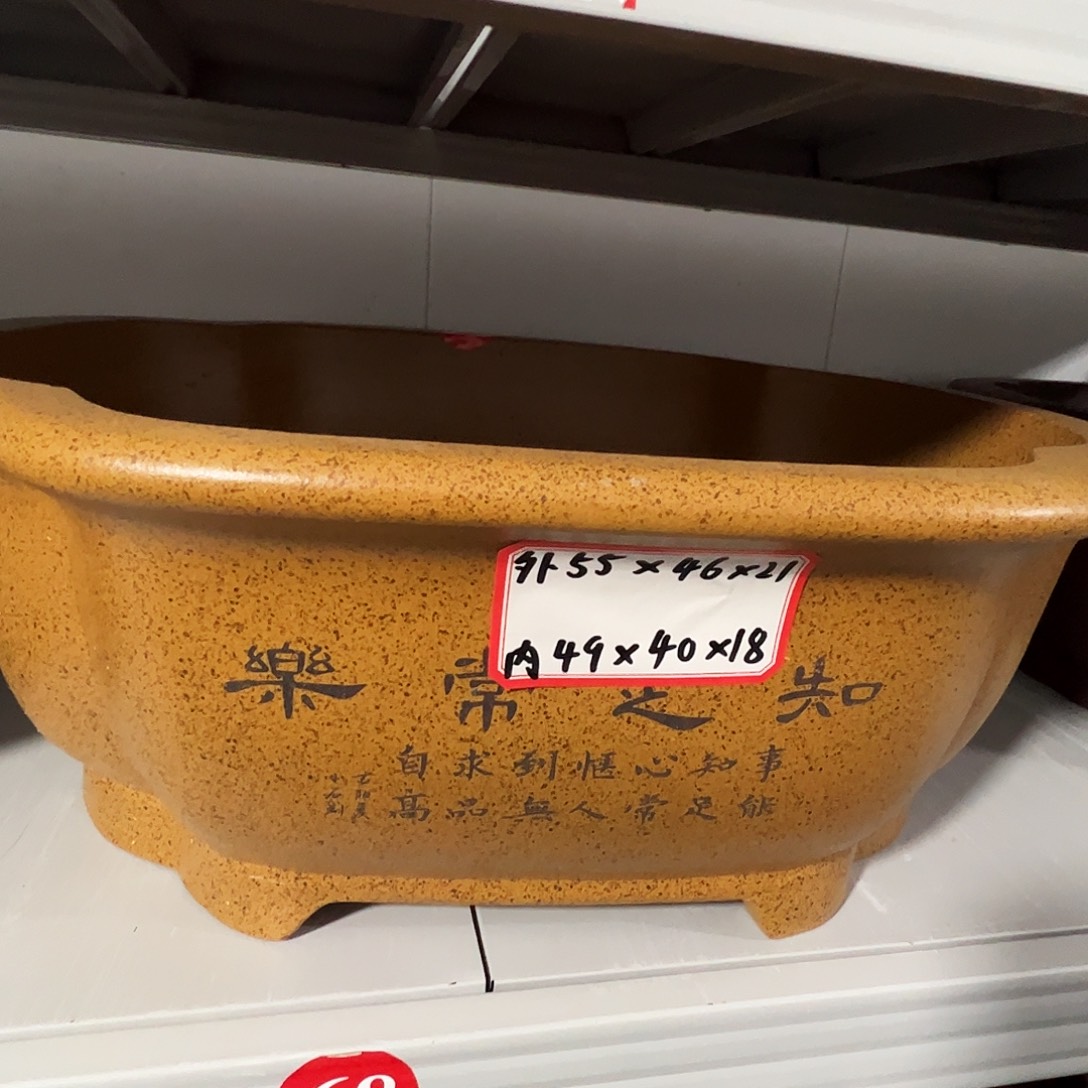 外55×46×21
内49×40×18
知足常樂
事能
知足
心常
愜人
到無
求品
自高